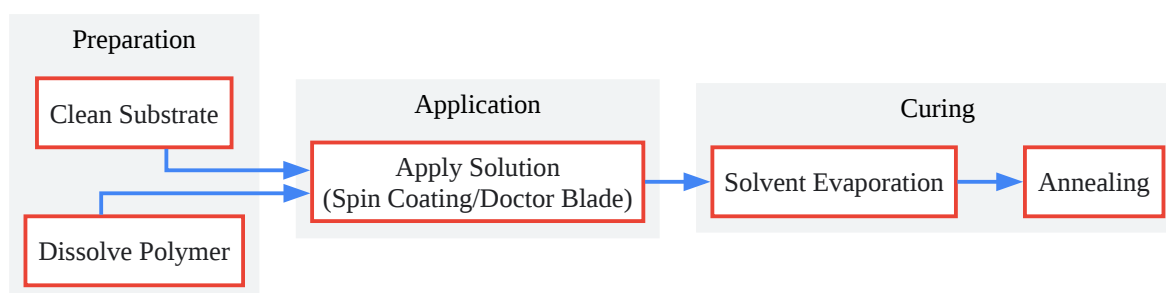 Preparation
Clean Substrate
Dissolve Polymer
Application
Apply Solution
(Spin Coating/Doctor Blade)
Curing
Solvent Evaporation
Annealing